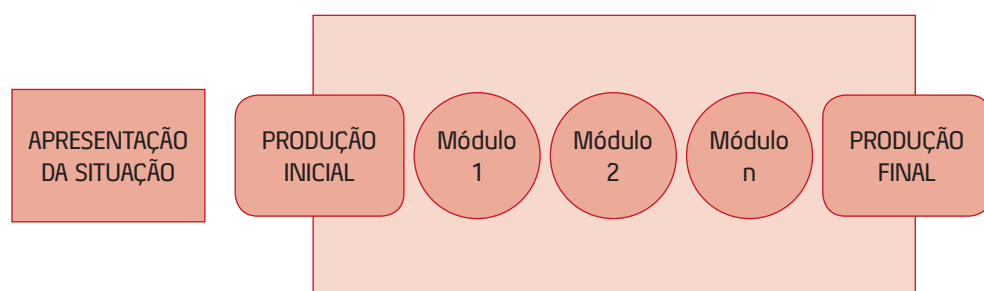 APRESENTAÇÃO
DA SITUAÇÃO
PRODUÇÃO
INICIAL
Módulo
1
Módulo
2
Módulo
n
PRODUÇÃO
FINAL